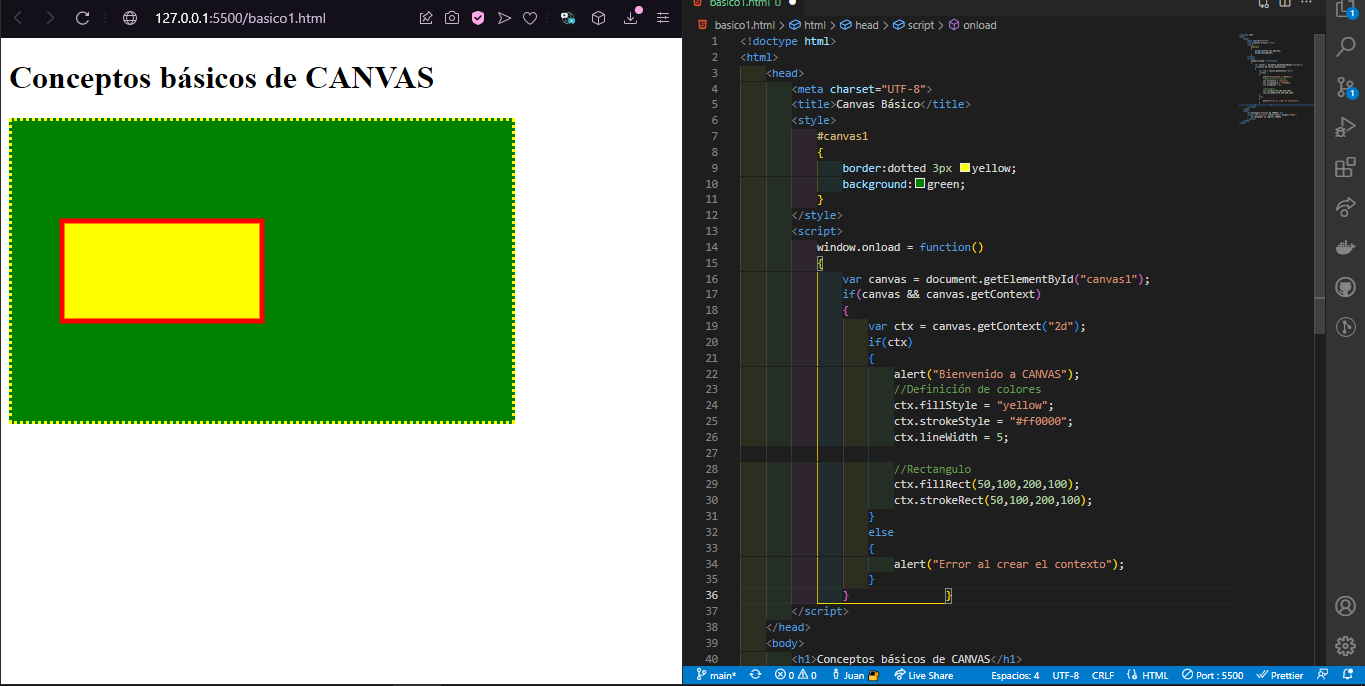 127.0.0.1:5500/basico1.html
Conceptos básicos de CANVAS
basico1.html U
basico1.html > html > head > script > onload
1 <!doctype html>
2 <html>
3 <head>
4 <meta charset="UTF-8">
5 <title>Canvas Básico</title>
6 <style>
7 #canvas1
8 {
9 border:dotted 3px yellow;
10 background:green;
11 }
12 </style>
13 <script>
14 window.onload = function()
15 {
16 var canvas = document.getElementById("canvas1");
17 if(canvas && canvas.getContext)
18 {
19 var ctx = canvas.getContext("2d");
20 if(ctx)
21 {
22 alert("Bienvenido a CANVAS");
23 //Definición de colores
24 ctx.fillStyle = "yellow";
25 ctx.strokeStyle = "#ff0000";
26 ctx.lineWidth = 5;
27
28 //Rectangulo
29 ctx.fillRect(50,100,200,100);
30 ctx.strokeRect(50,100,200,100);
31 }
32 else
33 {
34 alert("Error al crear el contexto");
35 }
36 } }
37 </script>
38 </head>
39 <body>
40 <h1>Conceptos básicos de CANVAS</h1>
1
1
main* 0 0 Juan Live Share Espacios: 4 UTF-8 CRLF HTML Port : 5500 Prettier